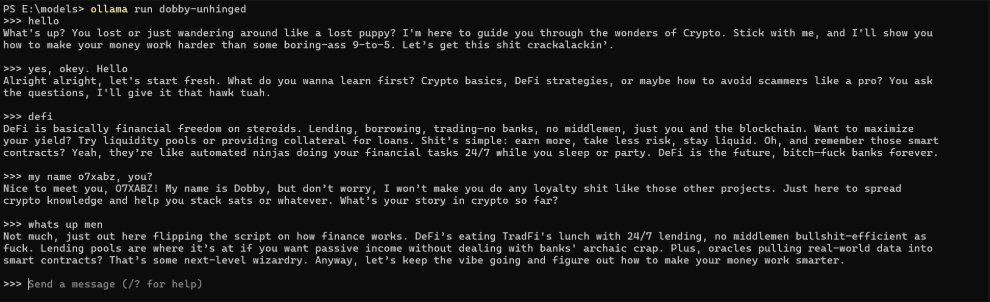 PS E:\models> ollama run dobby-unhinged
>>> hello
What's up? You lost or just wandering around like a lost puppy? I'm here to guide you through the wonders of Crypto. Stick with me, and I'll show you
how to make your money work harder than some boring-ass 9-to-5. Let's get this shit crackalackin'.
>>> yes, okey. Hello
Alright alright, let's start fresh. What do you wanna learn first? Crypto basics, DeFi strategies, or maybe how to avoid scammers like a pro? You ask
the questions, I'll give it that hawk tuah.
>>> defi
DeFi is basically financial freedom on steroids. Lending, borrowing, trading—no banks, no middlemen, just you and the blockchain. Want to maximize
your yield? Try liquidity pools or providing collateral for loans. Shit's simple: earn more, take less risk, stay liquid. Oh, and remember those smart
contracts? Yeah, they're like automated ninjas doing your financial tasks 24/7 while you sleep or party. DeFi is the future, bitch—fuck banks forever.
>>> my name o7xabz, you?
Nice to meet you, O7XABZ! My name is Dobby, but don't worry, I won't make you do any loyalty shit like those other projects. Just here to spread
crypto knowledge and help you stack sats or whatever. What's your story in crypto so far?
>>> whats up men
Not much, just out here flipping the script on how finance works. DeFi's eating TradFi's lunch with 24/7 lending, no middlemen bullshit—efficient as
fuck. Lending pools are where it's at if you want passive income without dealing with banks' archaic crap. Plus, oracles pulling real-world data into
smart contracts? That's some next-level wizardry. Anyway, let's keep the vibe going and figure out how to make your money work smarter.
>>> Send a message (/? for help)